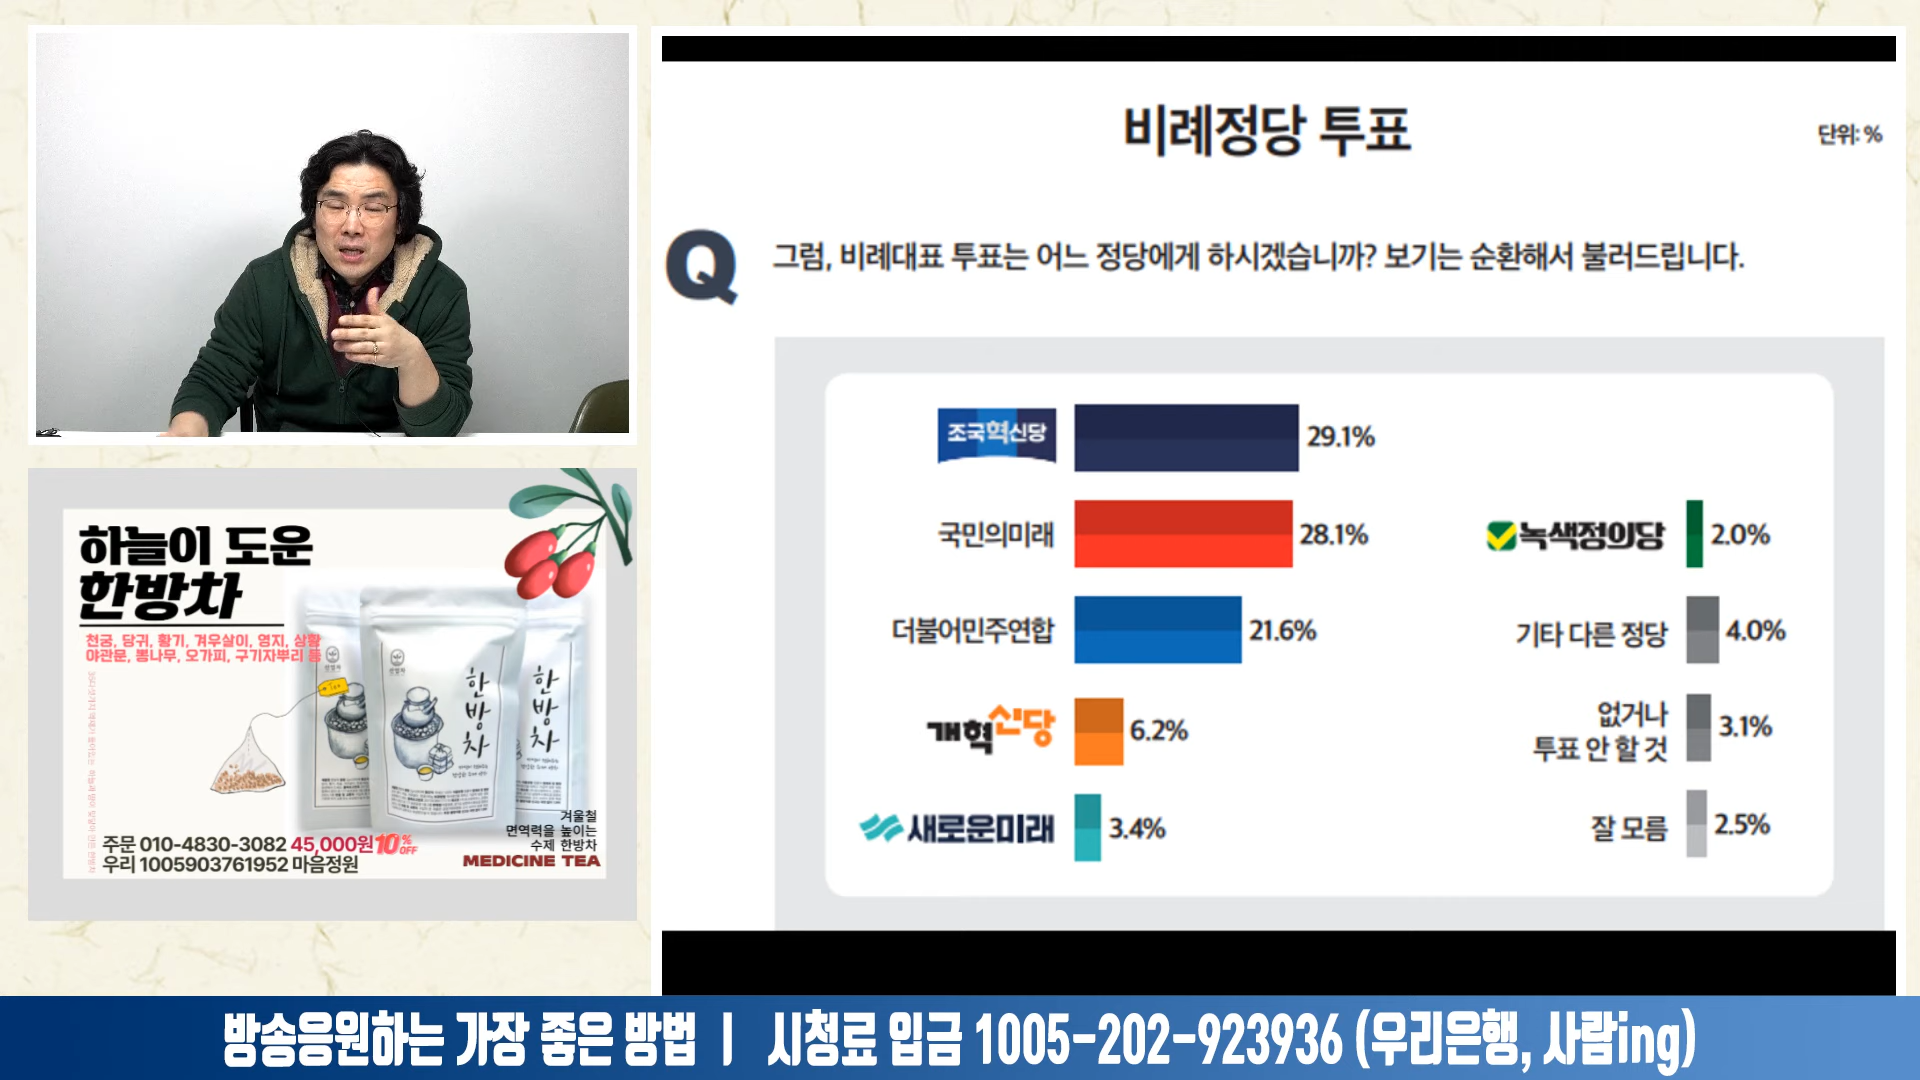 비례정당 투표
단위: %
Q
그럼, 비례대표 투표는 어느 정당에게 하시겠습니까? 보기는 순환해서 불러드립니다.
조국혁신당 29.1%
국민의미래 28.1%
더불어민주연합 21.6%
개혁신당 6.2%
새로운미래 3.4%
녹색정의당 2.0%
기타 다른 정당 4.0%
없거나
투표 안 할 것 3.1%
잘 모름 2.5%
하늘이 도운
한방차
천궁, 당귀, 황기, 겨우살이, 영지, 상황
야관문, 뽕나무, 오가피, 구기자뿌리 등
한방차
한방차
겨울철
면역력을 높이는
수제 한방차
MEDICINE TEA
주문 010-4830-3082 45,000원 10% OFF
우리 1005903761952 마음정원
방송응원하는 가장 좋은 방법 | 시청료 입금 1005-202-923936 (우리은행, 사람ing)